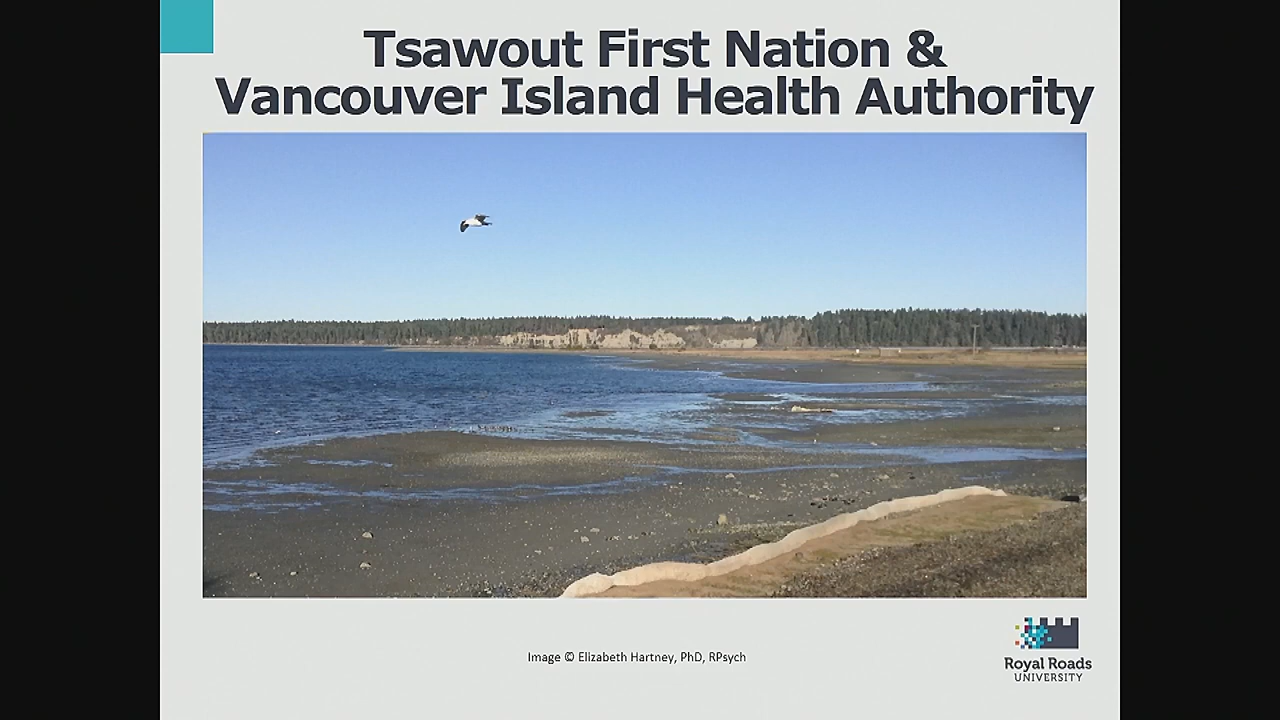 Tsawout First Nation &
Vancouver Island Health Authority
Image © Elizabeth Hartney, PhD, RPsych
Royal Roads
UNIVERSITY